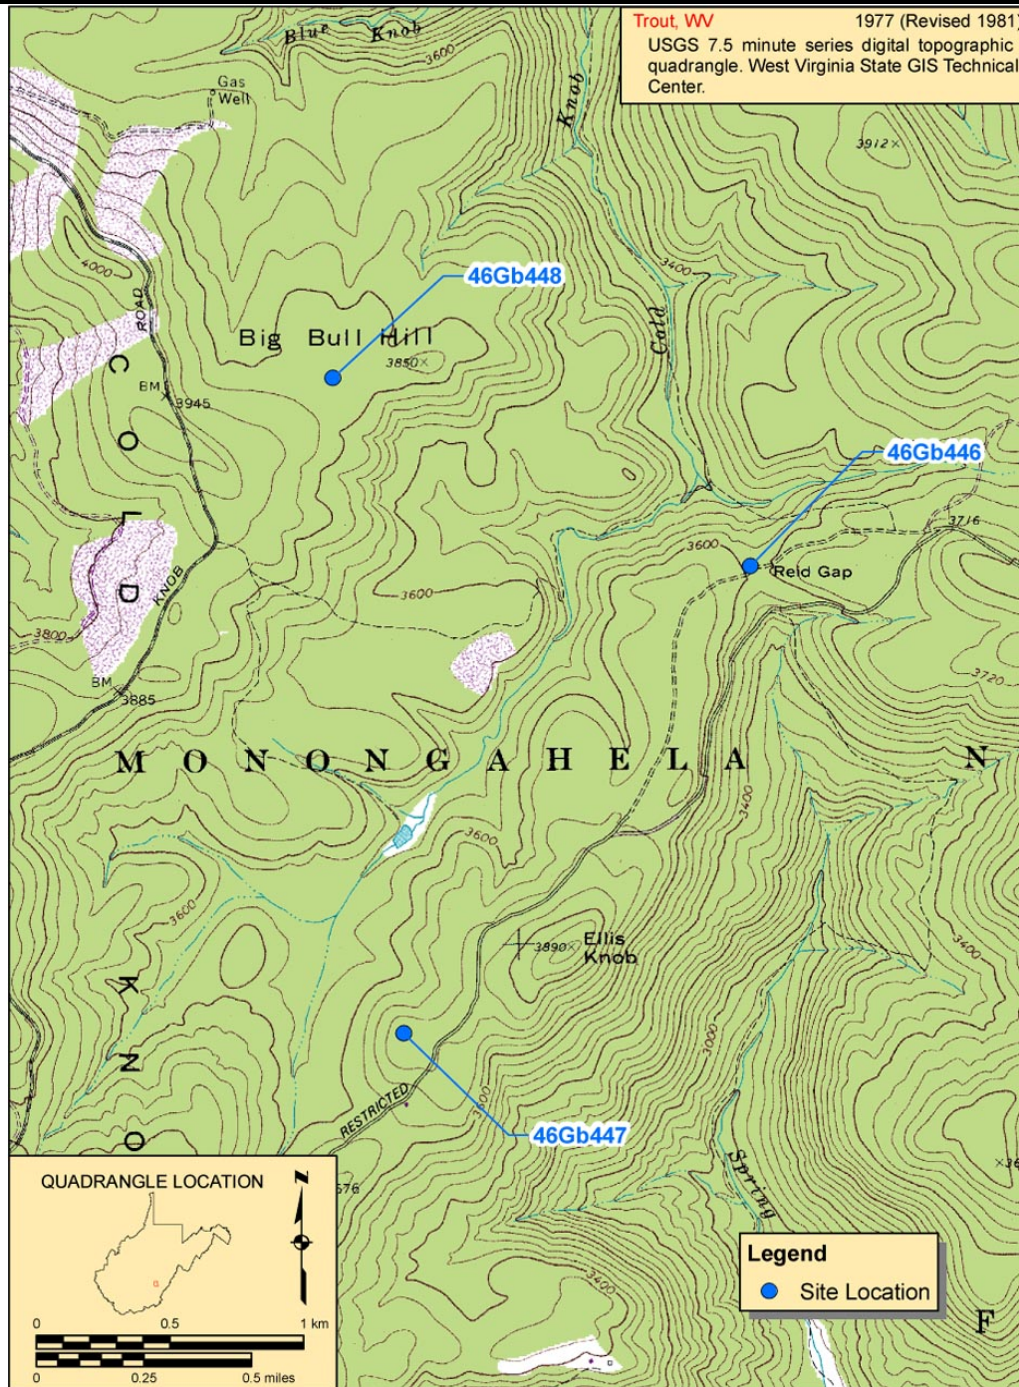 Trout, WV 1977 (Revised 1981)
USGS 7.5 minute series digital topographic
quadrangle. West Virginia State GIS Technical
Center.
Blue Knob
3600
Gas
Well
Knob
3912
4000
3400
46Gb448
ROAD
Big Bull Hill
3850
Cold
BM
3945
46Gb446
3716
3600
Reid Gap
3600
KNOB
3800
BM
3885
3720
COLD KNO
MONONGAHELA N
3400
3600
3600
3890
Ellis
Knob
3400
3000
3600
RESTRICTED
46Gb447
Spring
QUADRANGLE LOCATION
N
0 0.5 1 km
0 0.25 0.5 miles
3400
Legend
Site Location
F